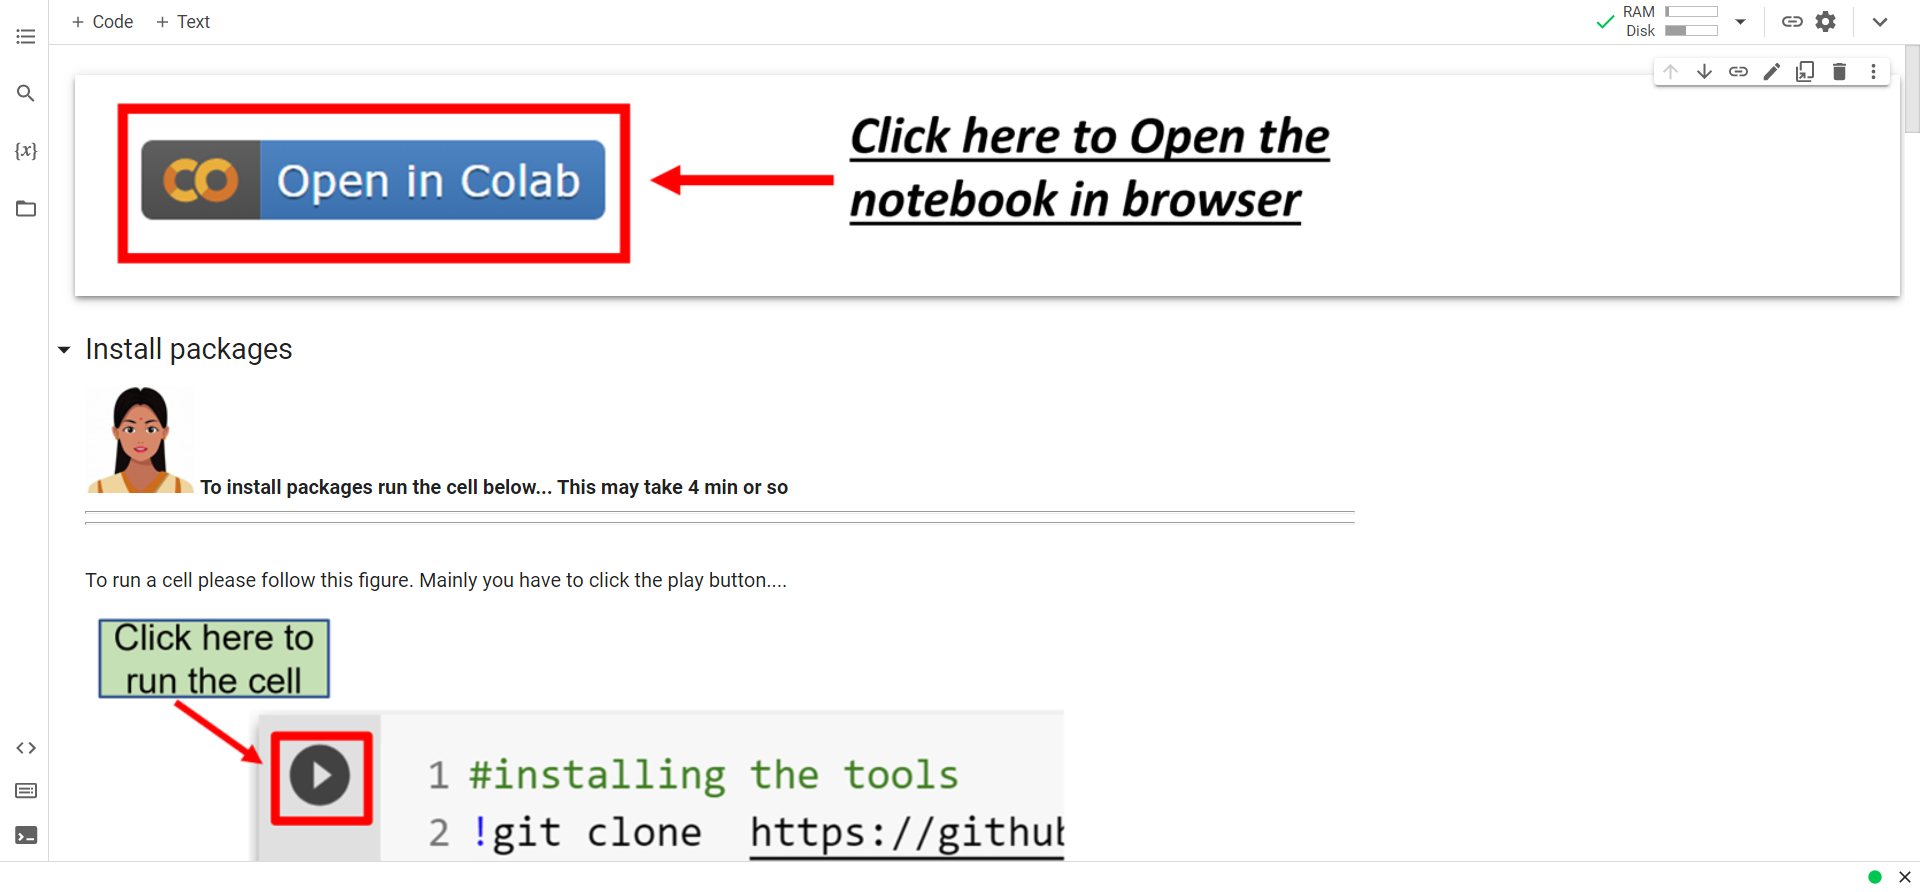 + Code + Text
RAM
Disk
Open in Colab
Click here to Open the
notebook in browser
{x}
Install packages
To install packages run the cell below... This may take 4 min or so
To run a cell please follow this figure. Mainly you have to click the play button....
Click here to
run the cell
1 #installing the tools
2 !git clone https://github